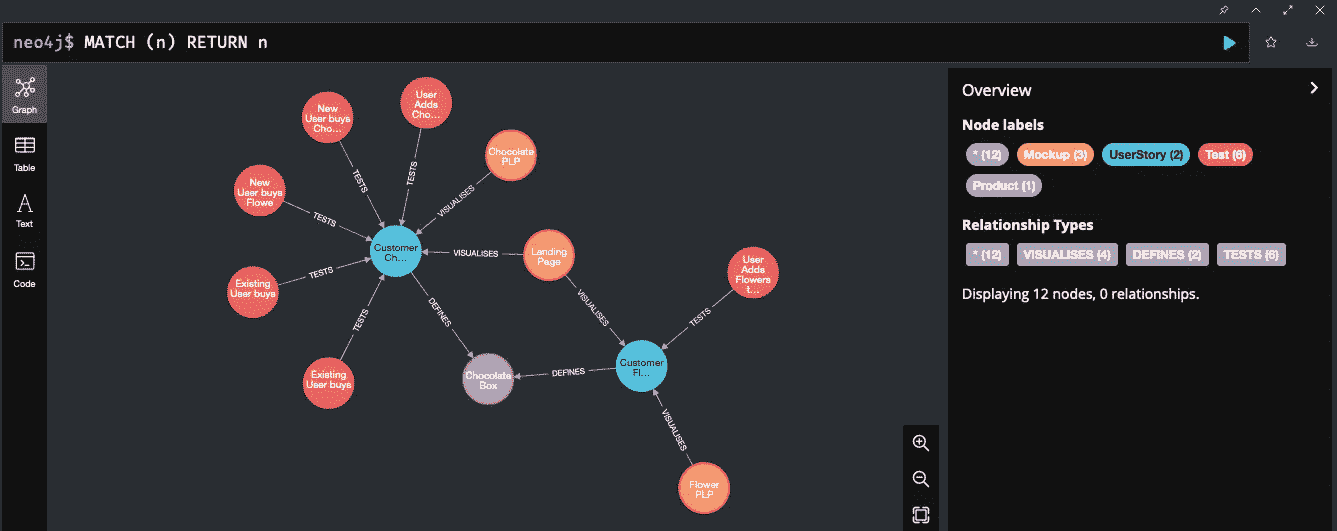 neo4j$ MATCH (n) RETURN n
Graph
Table
Text
Code
New
User buys
Cho...
User
Adds
Cho...
Chocolate
PLP
New
User buys
Flowe
Customer
Ch...
Landing
Page
User
Adds
Flowers
t...
Existing
User buys
Existing
User buys
Chocolate
Box
Customer
Fl...
Flower
PLP
TESTS
TESTS
VISUALISES
TESTS
VISUALISES
TESTS
TESTS
DEFINES
VISUALISES
TESTS
DEFINES
VISUALISES
Overview
Node labels
* (12) Mockup (3) UserStory (2) Test (6)
Product (1)
Relationship Types
* (12) VISUALISES (4) DEFINES (2) TESTS (6)
Displaying 12 nodes, 0 relationships.